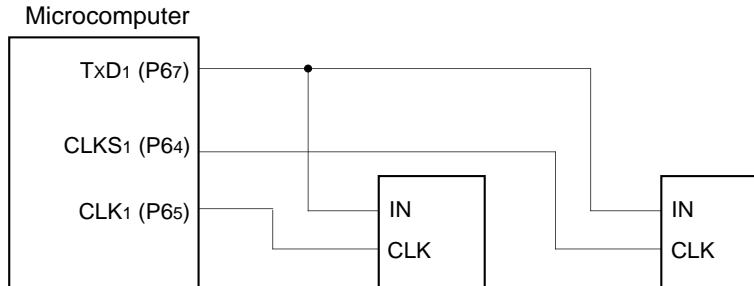 Microcomputer
TxD1 (P67)
CLKS1 (P64)
CLK1 (P65)
IN
CLK
IN
CLK